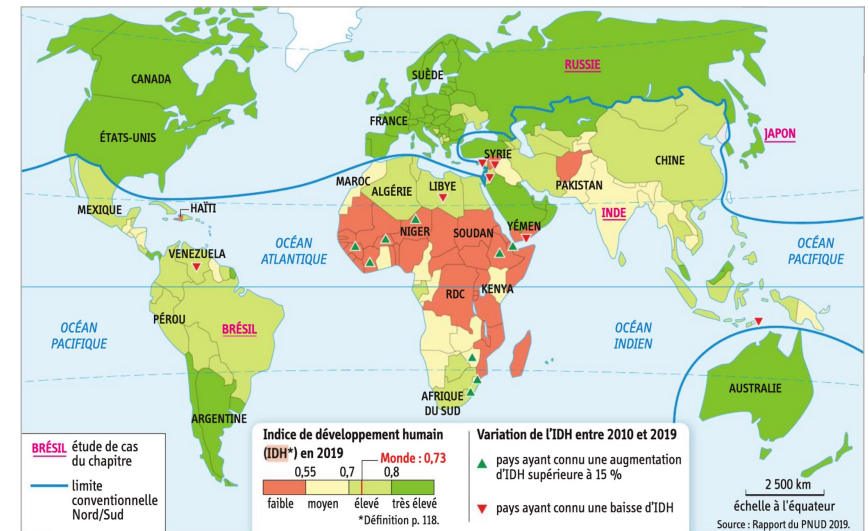 CANADA
SUÈDE
RUSSIE
FRANCE
ÉTATS-UNIS
JAPON
SYRIE
CHINE
MAROC
ALGÉRIE
LIBYE
PAKISTAN
MEXIQUE
HAÏTI
INDE
NIGER
SOUDAN
YÉMEN
OCÉAN
ATLANTIQUE
OCÉAN
PACIFIQUE
VENEZUELA
KENYA
RDC
PÉROU
BRÉSIL
OCÉAN
PACIFIQUE
OCÉAN
INDIEN
AUSTRALIE
AFRIQUE
DU SUD
ARGENTINE
BRÉSIL étude de cas
du chapitre
limite
conventionnelle
Nord/Sud
Indice de développement humain
(IDH*) en 2019
Monde : 0,73
0,55 0,7 0,8
faible moyen élevé très élevé
*Définition p. 118.
Variation de l'IDH entre 2010 et 2019
pays ayant connu une augmentation
d'IDH supérieure à 15 %
pays ayant connu une baisse d'IDH
2 500 km
échelle à l'équateur
Source : Rapport du PNUD 2019.